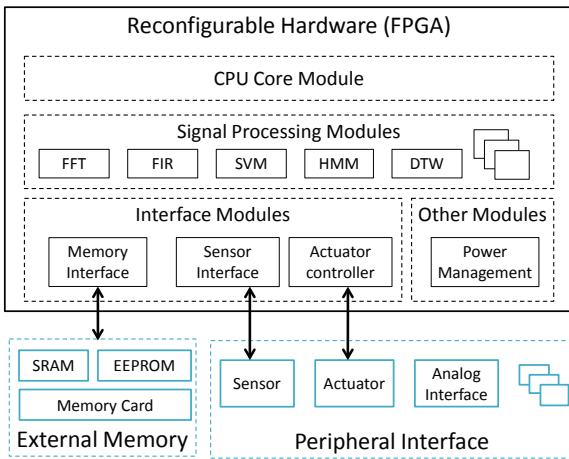 Reconfigurable Hardware (FPGA)
CPU Core Module
Signal Processing Modules
FFT
FIR
SVM
HMM
DTW
Interface Modules
Memory
Interface
Sensor
Interface
Actuator
controller
Other Modules
Power
Management
SRAM
EEPROM
Memory Card
External Memory
Sensor
Actuator
Analog
Interface
Peripheral Interface